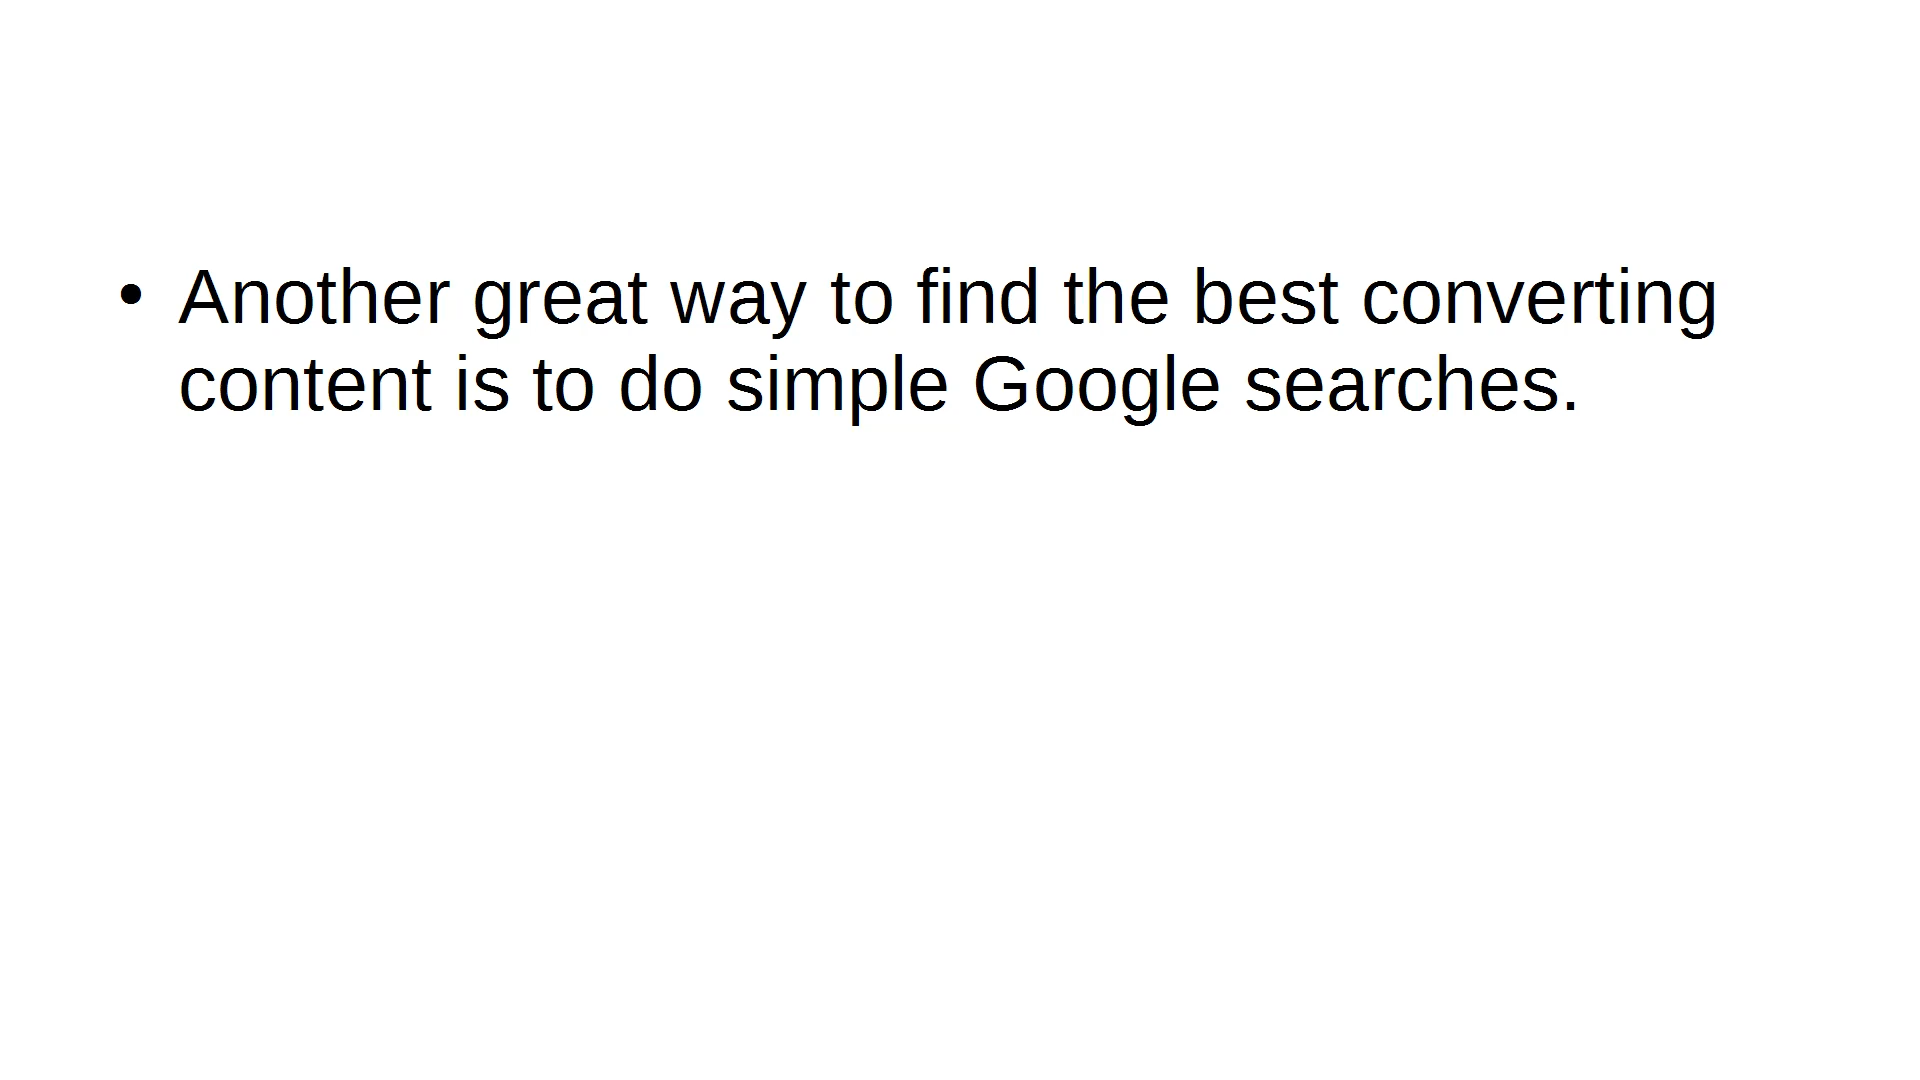 • Another great way to find the best converting
content is to do simple Google searches.